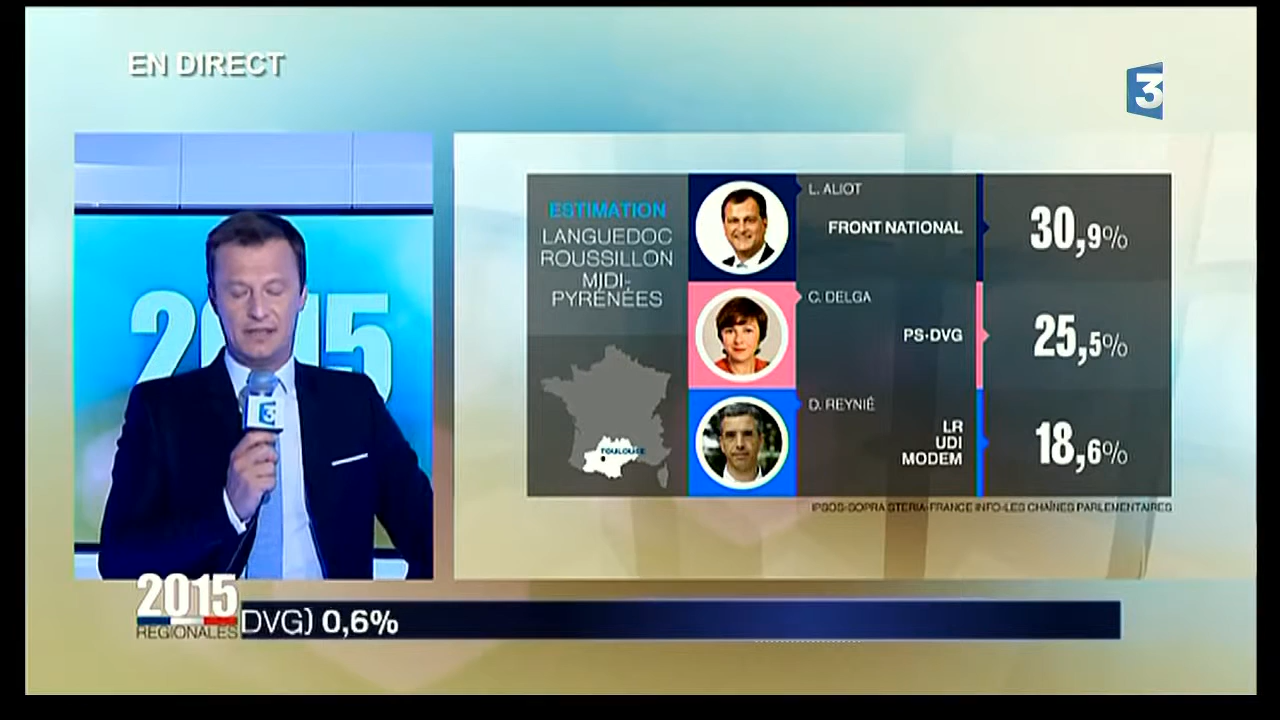 EN DIRECT
3
2015
3
ESTIMATION
LANGUEDOC
ROUSSILLON
MIDI-
PYRÉNÉES
TOULOUSE
L. ALIOT
FRONT NATIONAL
30,9%
C. DELGA
PS-DVG
25,5%
D. REYNIÉ
LR
UDI
MODEM
18,6%
IPSOS-SOPRA STERIA-FRANCE INFO-LES CHAÎNES PARLEMENTAIRES
2015
REGIONALES
DVG) 0,6%